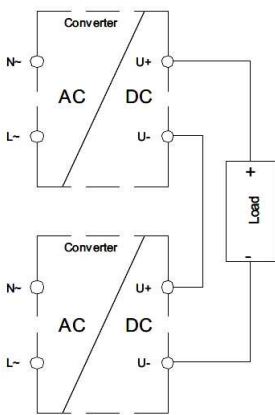 Converter
N~ U+
AC DC
L~ U-
+
Load
-
Converter
N~ U+
AC DC
L~ U-